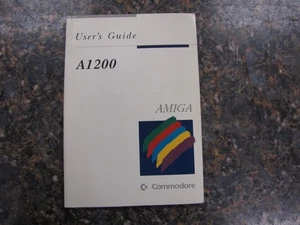 User's Guide
A1200
AMIGA
Commodore